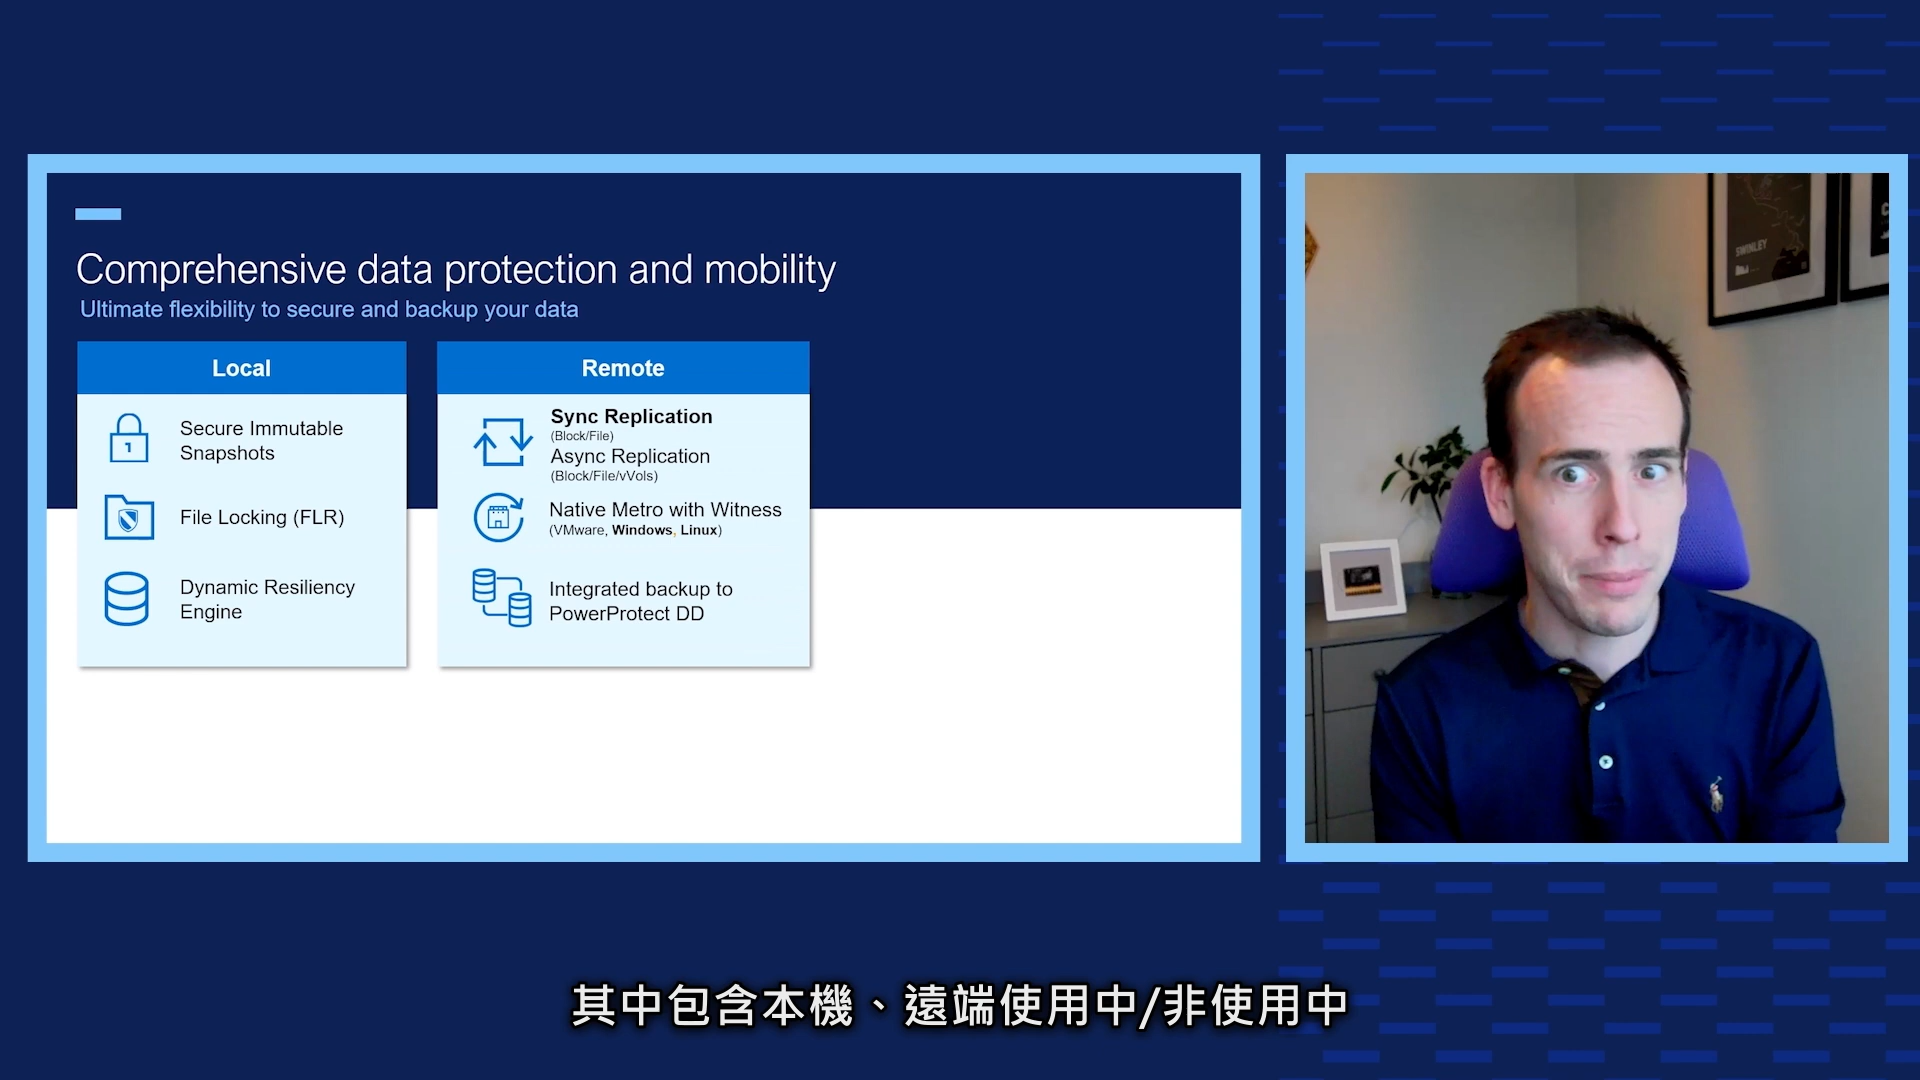 Comprehensive data protection and mobility
Ultimate flexibility to secure and backup your data
Local
Secure Immutable
Snapshots
File Locking (FLR)
Dynamic Resiliency
Engine
Remote
Sync Replication
(Block/File)
Async Replication
(Block/File/vVols)
Native Metro with Witness
(VMware, Windows, Linux)
Integrated backup to
PowerProtect DD
1
SWINLEY
其中包含本機、遠端使用中/非使用中